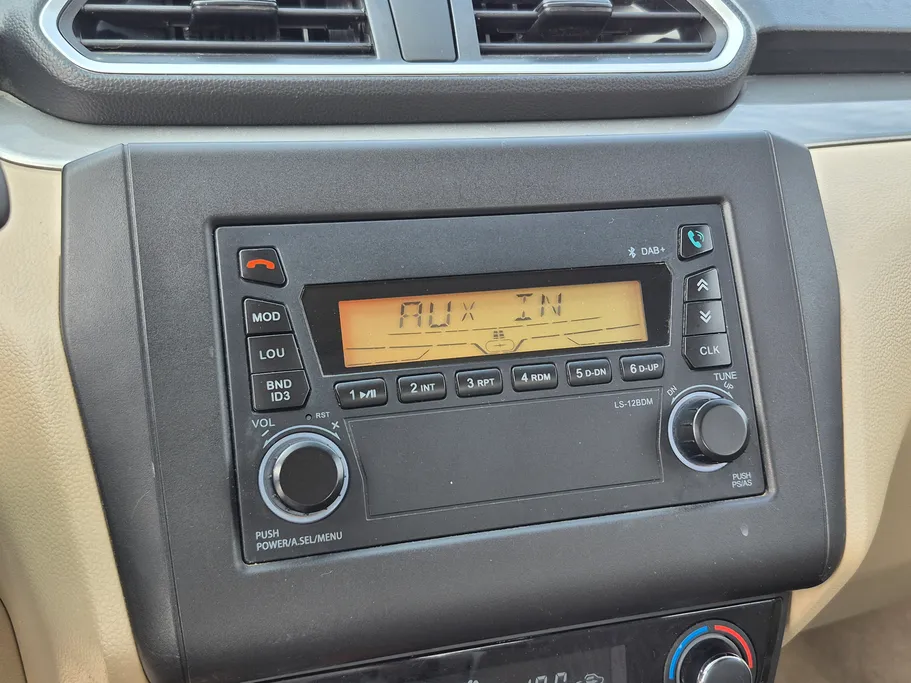 DAB+
AUX IN
MOD
LOU
BND
ID3
CLK
1 ▶/II
2 INT
3 RPT
4 RDM
5 D-DN
6 D-UP
LS-12BDM
RST
VOL
− +
PUSH
POWER/A.SEL/MENU
TUNE
DN UP
PUSH
PS/AS